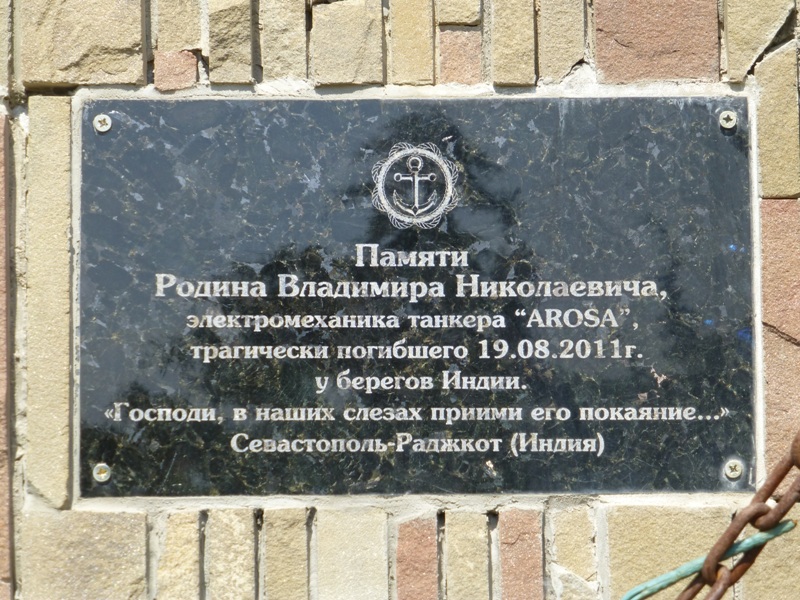 Памяти
Родина Владимира Николаевича,
электромеханика танкера “AROSA”,
трагически погибшего 19.08.2011г.
у берегов Индии.
«Господи, в наших слезах приими его покаяние...»
Севастополь-Раджкот (Индия)